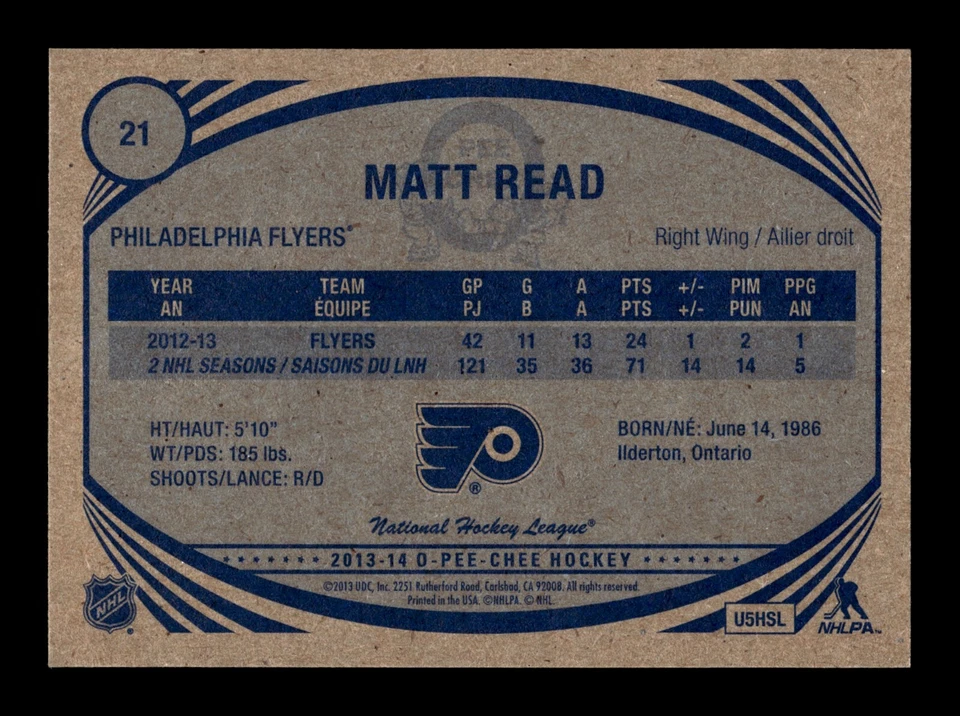 21
MATT READ
PHILADELPHIA FLYERS® Right Wing / Ailier droit
YEAR TEAM GP G A PTS +/- PIM PPG
AN ÉQUIPE PJ B A PTS +/- PUN AN
2012-13 FLYERS 42 11 13 24 1 2 1
2 NHL SEASONS / SAISONS DU LNH 121 35 36 71 14 14 5
HT/HAUT: 5'10"
WT/PDS: 185 lbs.
SHOOTS/LANCE: R/D
BORN/NÉ: June 14, 1986
Ilderton, Ontario
®
National Hockey League®
2013-14 O-PEE-CHEE HOCKEY
©2013 UDC, Inc. 2251 Rutherford Road, Carlsbad, CA 92008. All rights reserved.
Printed in the USA. ©NHLPA. © NHL.
NHL
U5HSL
NHLPA™